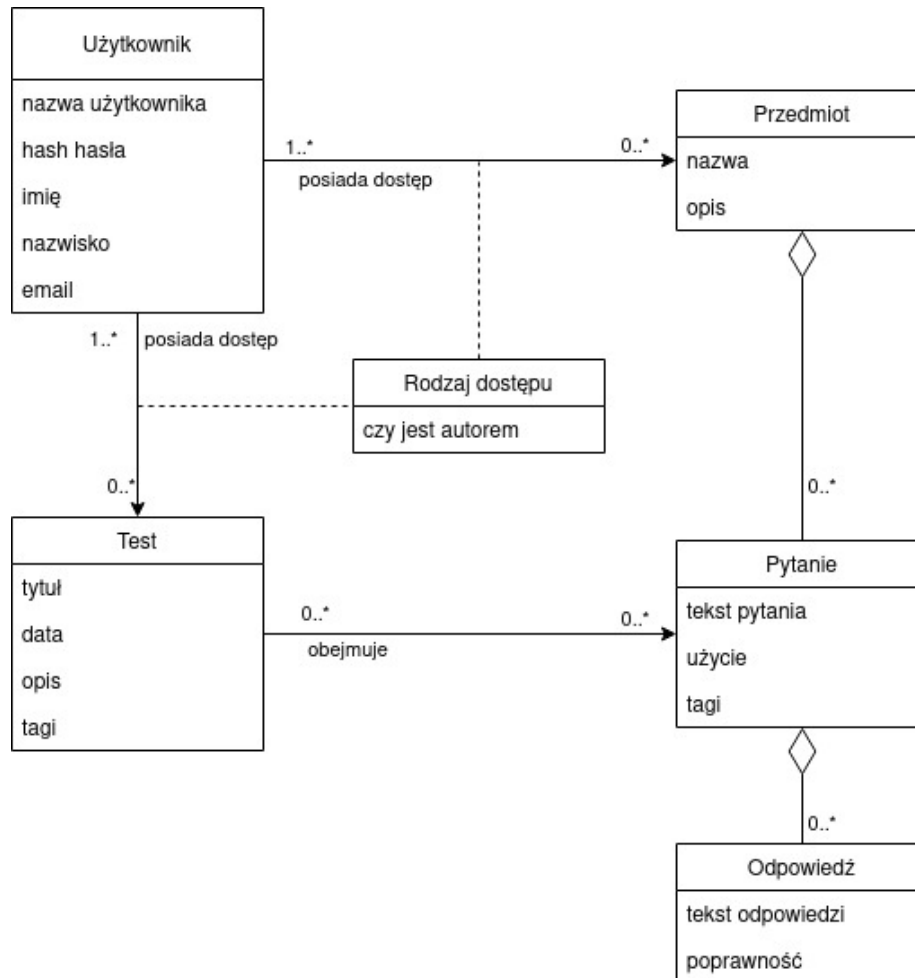 Użytkownik
nazwa użytkownika
hash hasła
imię
nazwisko
email
1..*
posiada dostęp
0..*
Przedmiot
nazwa
opis
1..*
posiada dostęp
0..*
Rodzaj dostępu
czy jest autorem
0..*
Test
tytuł
data
opis
tagi
0..*
obejmuje
0..*
Pytanie
tekst pytania
użycie
tagi
0..*
Odpowiedź
tekst odpowiedzi
poprawność